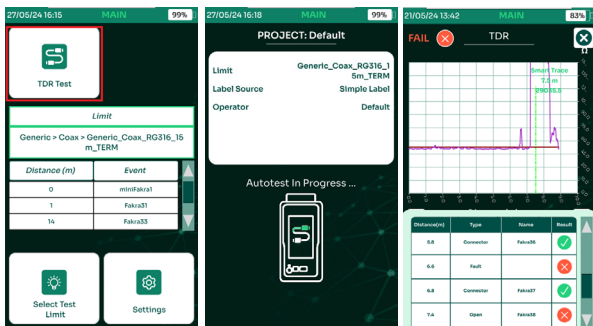 27/05/24 16:15 MAIN 99%
TDR Test
Limit
Generic > Coax > Generic_Coax_RG316_15
m_TERM
Distance (m) Event
0 miniFakra1
1 Fakra31
14 Fakra33
Select Test
Limit
Settings
27/05/24 16:18 MAIN 99%
PROJECT: Default
Limit Generic_Coax_RG316_1
5m_TERM
Label Source Simple Label
Operator Default
Autotest In Progress ...
21/05/24 13:42 MAIN 83%
FAIL TDR
Ω
Smart Trace
7.5 m
29035.5
Distance(m) Type Name Result
5.8 Connector Fakra36
6.6 Fault
6.8 Connector Fakra37
7.4 Open Fakra38